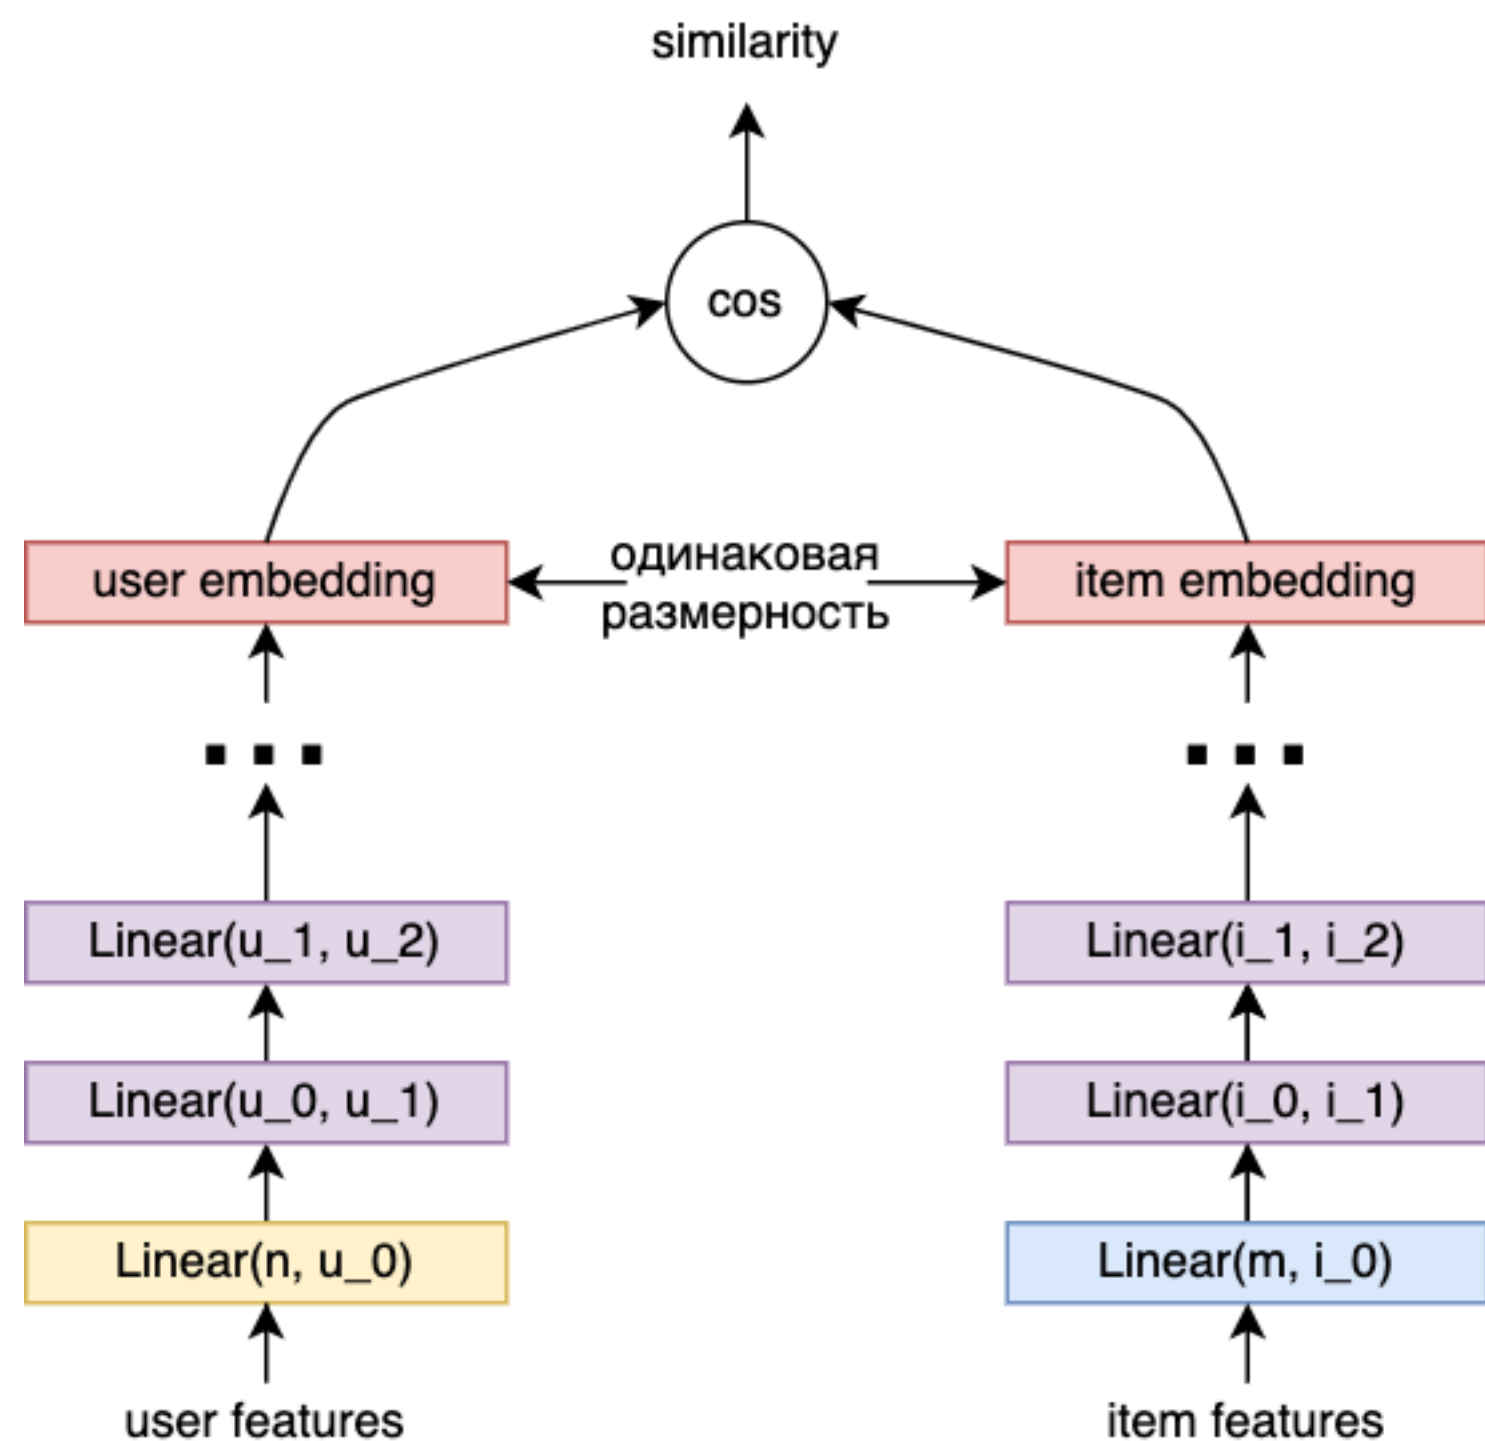 similarity
cos
user embedding
одинаковая
размерность
item embedding
Linear(u_1, u_2)
Linear(i_1, i_2)
Linear(u_0, u_1)
Linear(i_0, i_1)
Linear(n, u_0)
Linear(m, i_0)
user features
item features